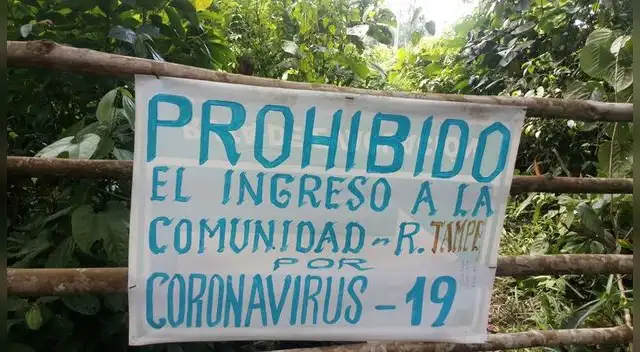 PROHIBIDO
EL INGRESO A LA
COMUNIDAD-n R. TAMPE
POR
CORONAVIRUS-19